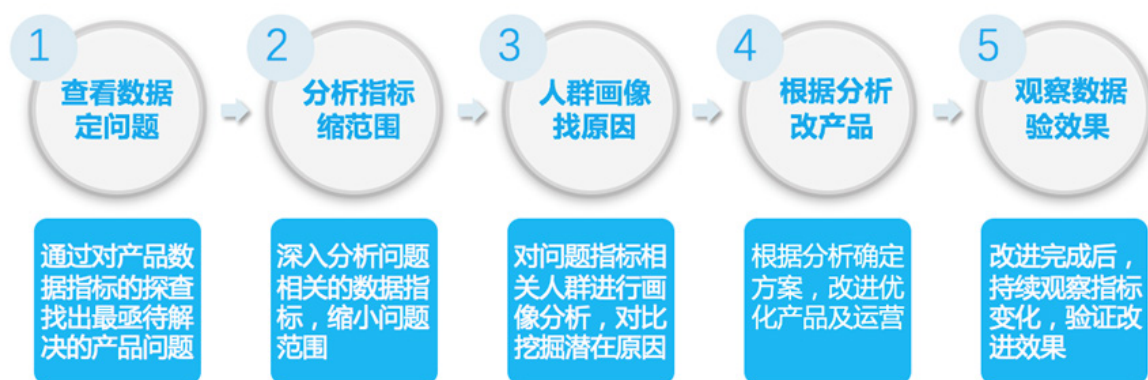 1
查看数据
定问题
2
分析指标
缩范围
3
人群画像
找原因
4
根据分析
改产品
5
观察数据
验效果
通过对产品数
据指标的探查
找出最亟待解
决的产品问题
深入分析问题
相关的数据指
标，缩小问题
范围
对问题指标相
关人群进行画
像分析，对比
挖掘潜在原因
根据分析确定
方案，改进优
化产品及运营
改进完成后，
持续观察指标
变化，验证改
进效果